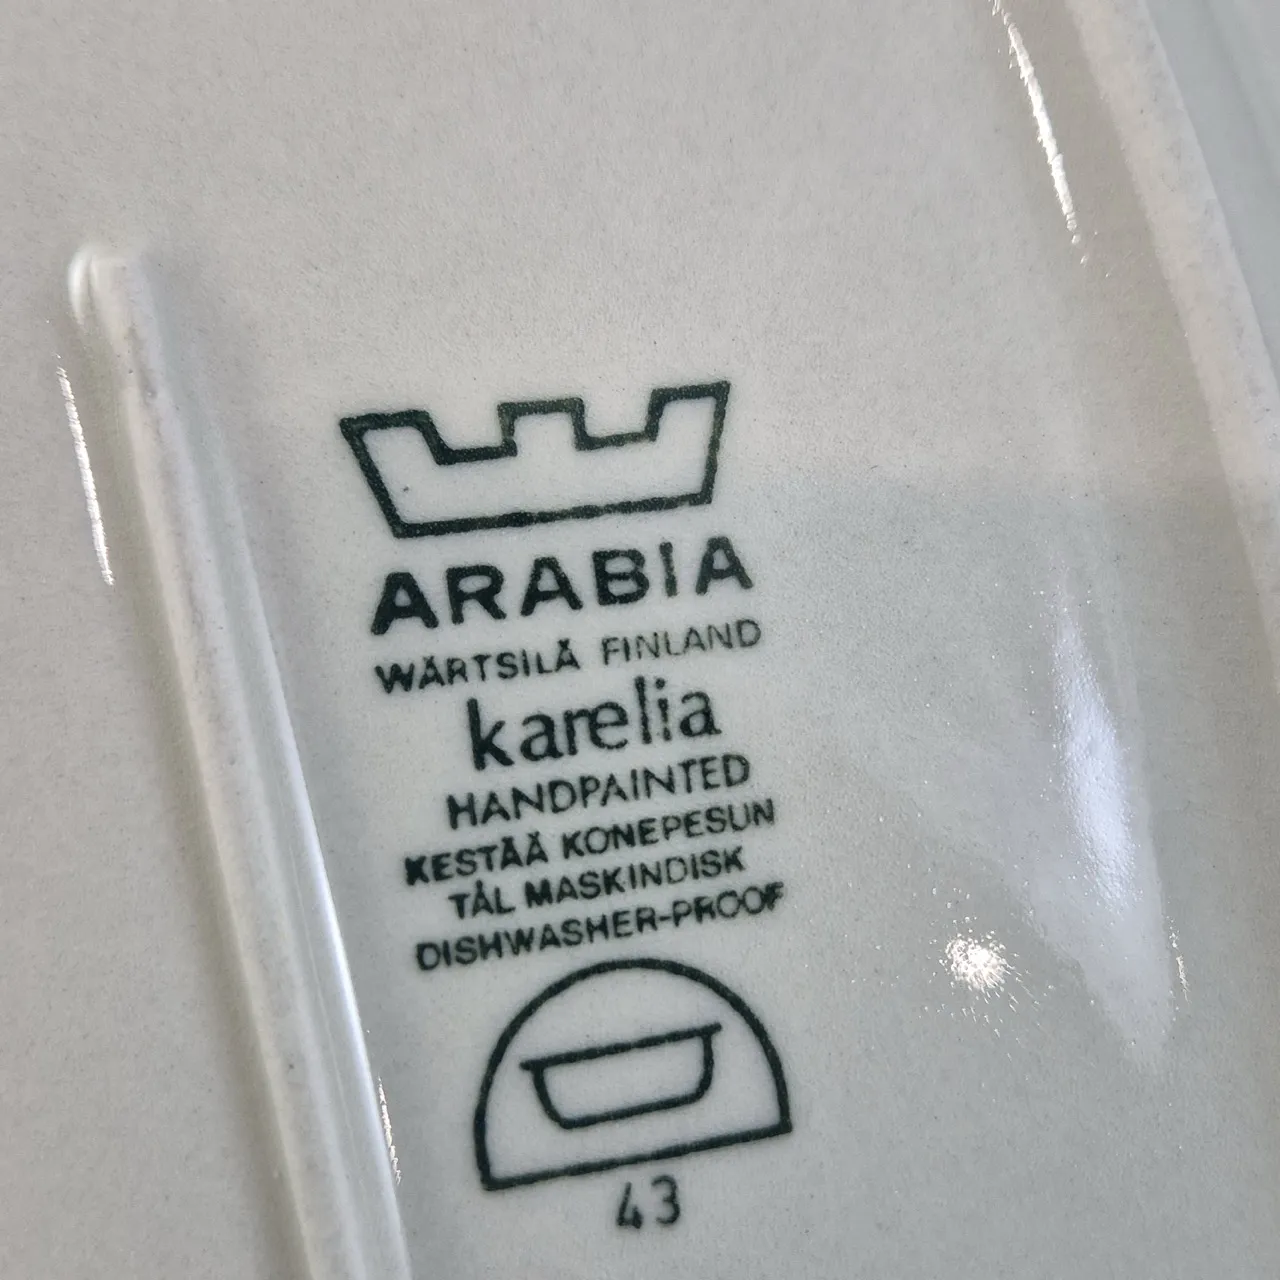 ARABIA
WÄRTSILÄ FINLAND
karelia
HANDPAINTED
KESTÄÄ KONEPESUN
TÅL MASKINDISK
DISHWASHER-PROOF
43